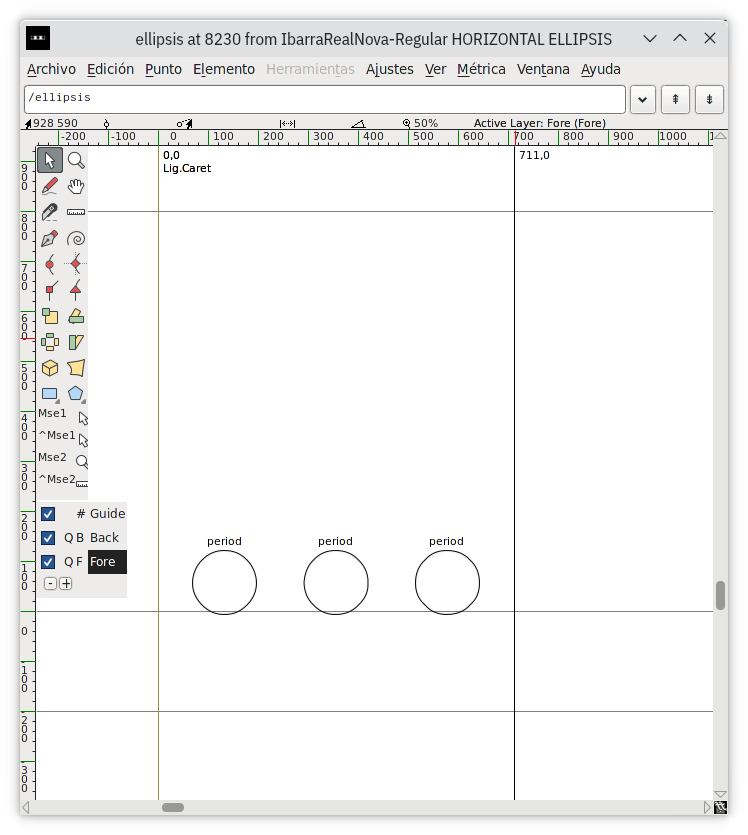 ellipsis at 8230 from IbarraRealNova-Regular HORIZONTAL ELLIPSIS
Archivo Edición Punto Elemento Herramientas Ajustes Ver Métrica Ventana Ayuda
/ellipsis
928 590 50% Active Layer: Fore (Fore)
-200 -100 0 100 200 300 400 500 600 700 800 900 1000
0,0 711,0
Lig.Caret
900
800
700
600
500
400
300
200
100
0
-100
-200
-300
Mse1
^Mse1
Mse2
^Mse2
# Guide
Q B Back
Q F Fore
- +
period period period